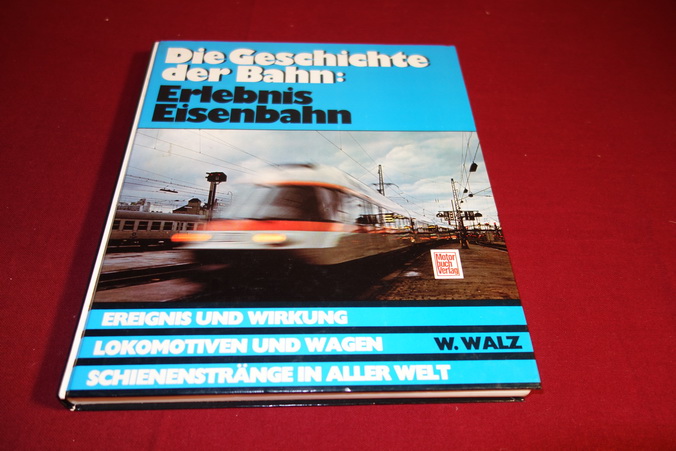 Die Geschichte
der Bahn:
Erlebnis
Eisenbahn
Motor
buch
Verlag
EREIGNIS UND WIRKUNG
LOKOMOTIVEN UND WAGEN
W. WALZ
SCHIENENSTRÄNGE IN ALLER WELT